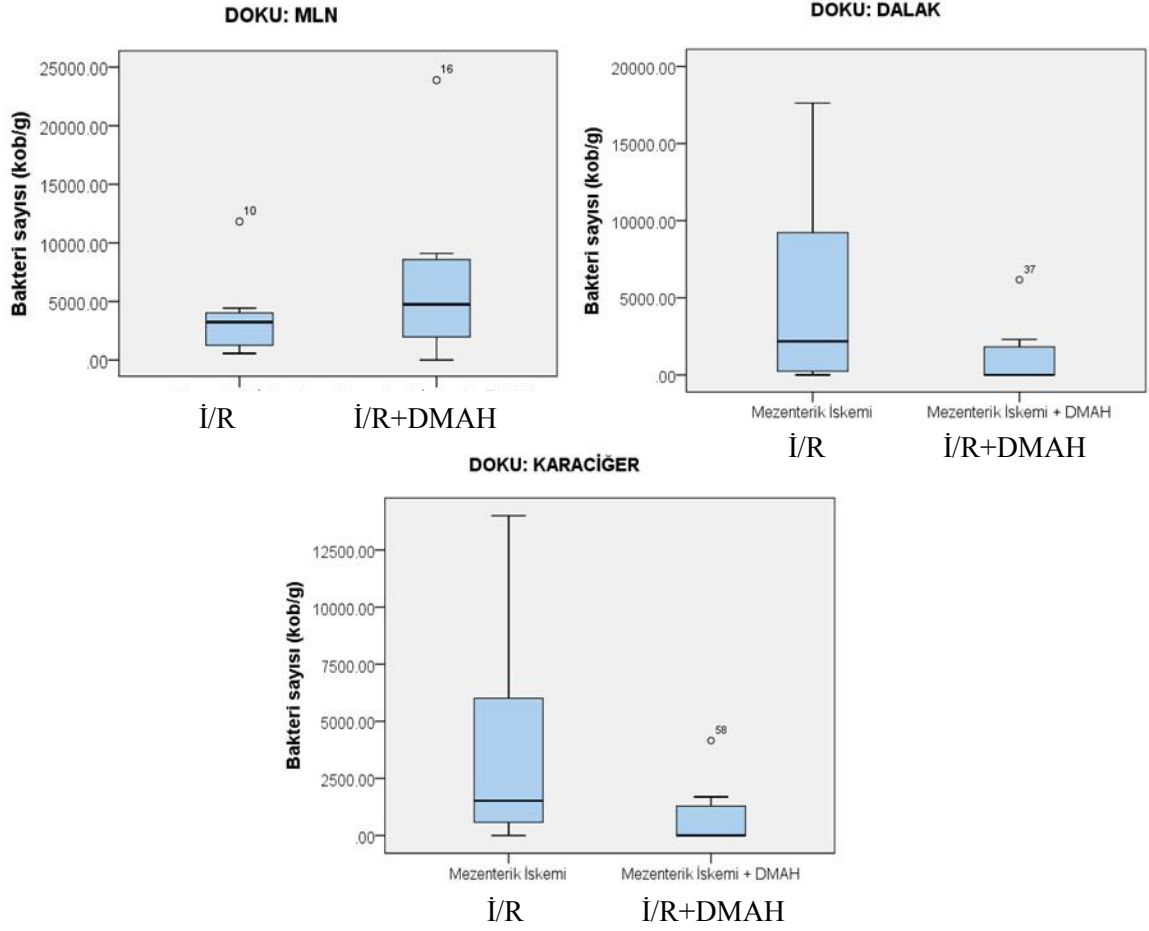 DOKU: MLN
Bakteri sayısı (kob/g)
25000.00
20000.00
15000.00
10000.00
5000.00
.00
10
16
İ/R İ/R+DMAH
DOKU: DALAK
Bakteri sayısı (kob/g)
20000.00
15000.00
10000.00
5000.00
.00
37
Mezenterik İskemi Mezenterik İskemi + DMAH
İ/R İ/R+DMAH
DOKU: KARACİĞER
Bakteri sayısı (kob/g)
12500.00
10000.00
7500.00
5000.00
2500.00
.00
58
Mezenterik İskemi Mezenterik İskemi + DMAH
İ/R İ/R+DMAH